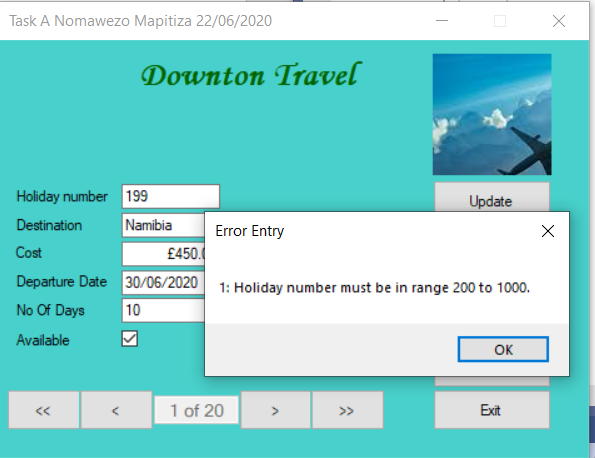 Task A Nomawezo Mapitiza 22/06/2020
Downton Travel
Holiday number 199
Update
Destination Namibia
Error Entry
Cost £450.
Departure Date 30/06/2020
1: Holiday number must be in range 200 to 1000.
No Of Days 10
Available
OK
<< < 1 of 20 > >> Exit